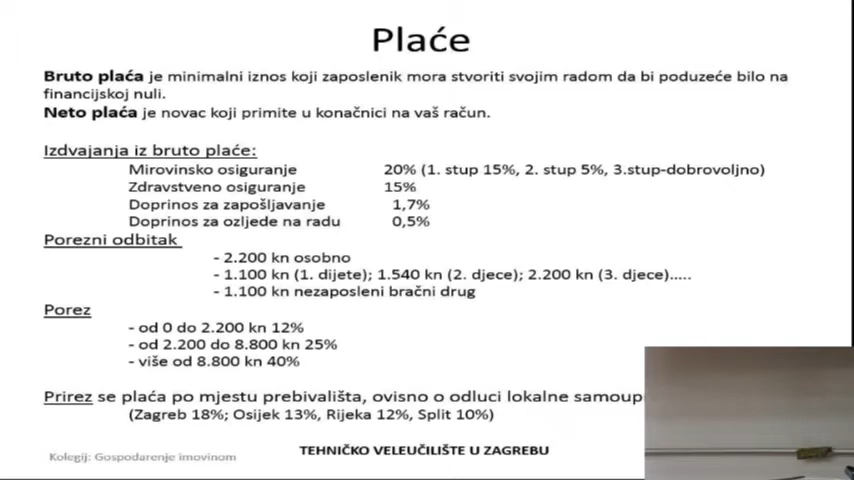 Plaće
Bruto plaća je minimalni iznos koji zaposlenik mora stvoriti svojim radom da bi poduzeće bilo na
financijskoj nuli.
Neto plaća je novac koji primite u konačnici na vaš račun.
Izdvajanja iz bruto plaće:
Mirovinsko osiguranje 20% (1. stup 15%, 2. stup 5%, 3.stup-dobrovoljno)
Zdravstveno osiguranje 15%
Doprinos za zapošljavanje 1,7%
Doprinos za ozljede na radu 0,5%
Porezni odbitak
- 2.200 kn osobno
- 1.100 kn (1. dijete); 1.540 kn (2. djece); 2.200 kn (3. djece).....
- 1.100 kn nezaposleni bračni drug
Porez
- od 0 do 2.200 kn 12%
- od 2.200 do 8.800 kn 25%
- više od 8.800 kn 40%
Prirez se plaća po mjestu prebivališta, ovisno o odluci lokalne
(Zagreb 18%; Osijek 13%, Rijeka 12%, Split 10%)
Kolegij: Gospodarenje imovinom
TEHNIČKO VELEUČILIŠTE U ZAGREBU